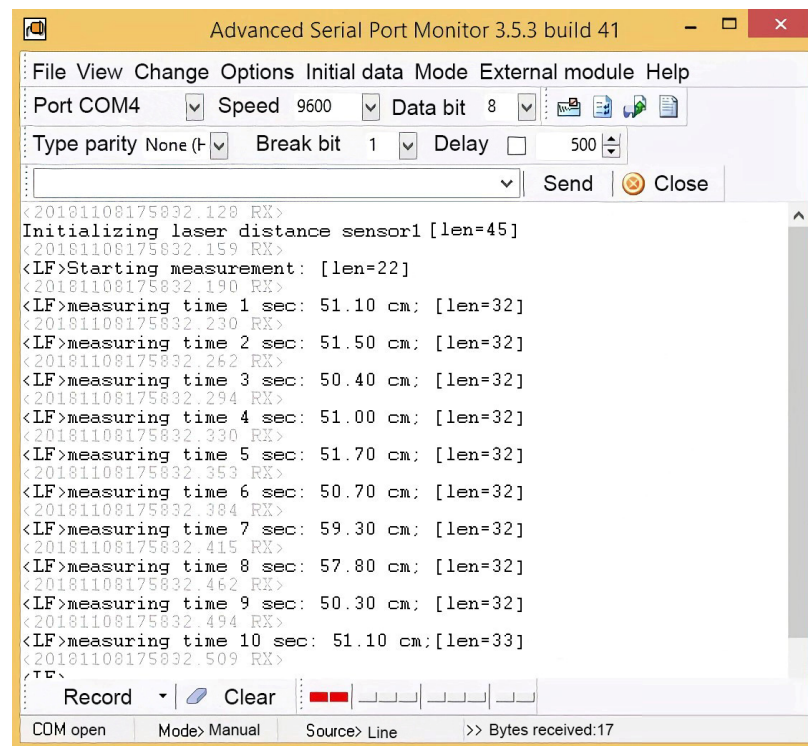 Advanced Serial Port Monitor 3.5.3 build 41
File View Change Options Initial data Mode External module Help
Port COM4 Speed 9600 Data bit 8
Type parity None (H Break bit 1 Delay 500
Send Close
<20181108175832.128 RX>
Initializing laser distance sensor1 [len=45]
<20181108175832.159 RX>
<LF>Starting measurement: [len=22]
<20181108175832.190 RX>
<LF>measuring time 1 sec: 51.10 cm; [len=32]
<20181108175832.230 RX>
<LF>measuring time 2 sec: 51.50 cm; [len=32]
<20181108175832.262 RX>
<LF>measuring time 3 sec: 50.40 cm; [len=32]
<20181108175832.294 RX>
<LF>measuring time 4 sec: 51.00 cm; [len=32]
<20181108175832.330 RX>
<LF>measuring time 5 sec: 51.70 cm; [len=32]
<20181108175832.353 RX>
<LF>measuring time 6 sec: 50.70 cm; [len=32]
<20181108175832.384 RX>
<LF>measuring time 7 sec: 59.30 cm; [len=32]
<20181108175832.415 RX>
<LF>measuring time 8 sec: 57.80 cm; [len=32]
<20181108175832.462 RX>
<LF>measuring time 9 sec: 50.30 cm; [len=32]
<20181108175832.494 RX>
<LF>measuring time 10 sec: 51.10 cm;[len=33]
<20181108175832.509 RX>
<LF>
Record Clear
COM open Mode> Manual Source> Line >> Bytes received:17